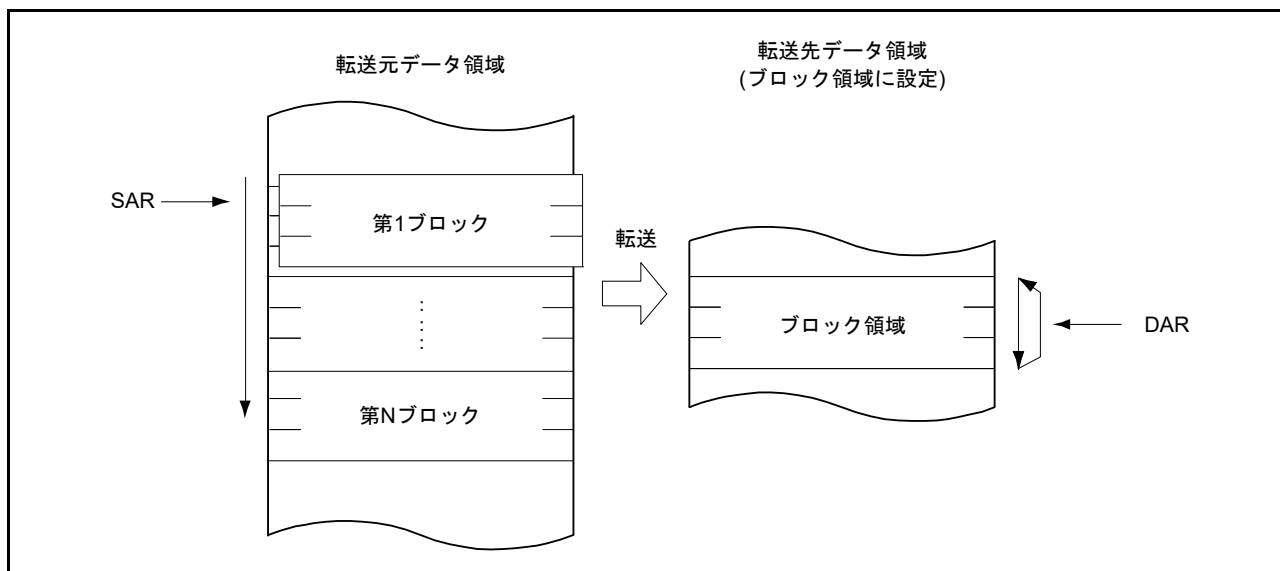 転送元データ領域
転送先データ領域
(ブロック領域に設定)
SAR
第1ブロック
転送
ブロック領域
DAR
第Nブロック